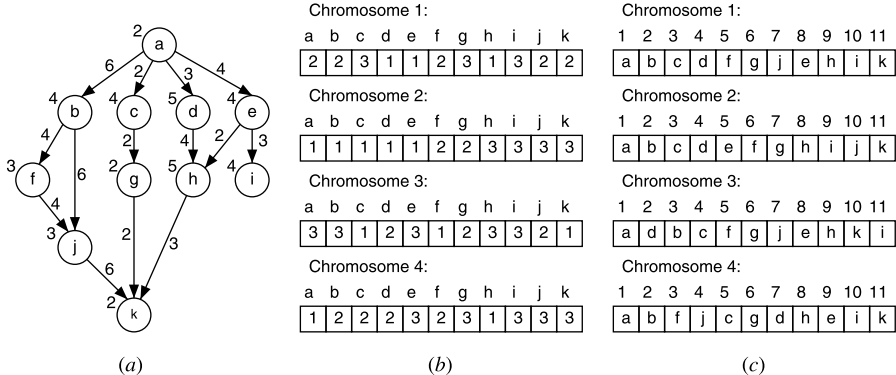 2
a
6
2
3
4
4
b
4
c
5
d
4
e
4
6
2
4
2
3
3
f
2
g
5
h
4
i
4
3
j
2
3
6
2
k
(a)
Chromosome 1:
a b c d e f g h i j k
2 2 3 1 1 2 3 1 3 2 2
Chromosome 2:
a b c d e f g h i j k
1 1 1 1 1 2 2 3 3 3 3
Chromosome 3:
a b c d e f g h i j k
3 3 1 2 3 1 2 3 3 2 1
Chromosome 4:
a b c d e f g h i j k
1 2 2 2 3 2 3 1 3 3 3
(b)
Chromosome 1:
1 2 3 4 5 6 7 8 9 10 11
a b c d f g j e h i k
Chromosome 2:
1 2 3 4 5 6 7 8 9 10 11
a b c d e f g h i j k
Chromosome 3:
1 2 3 4 5 6 7 8 9 10 11
a d b c f g j e h k i
Chromosome 4:
1 2 3 4 5 6 7 8 9 10 11
a b f j c g d h e i k
(c)